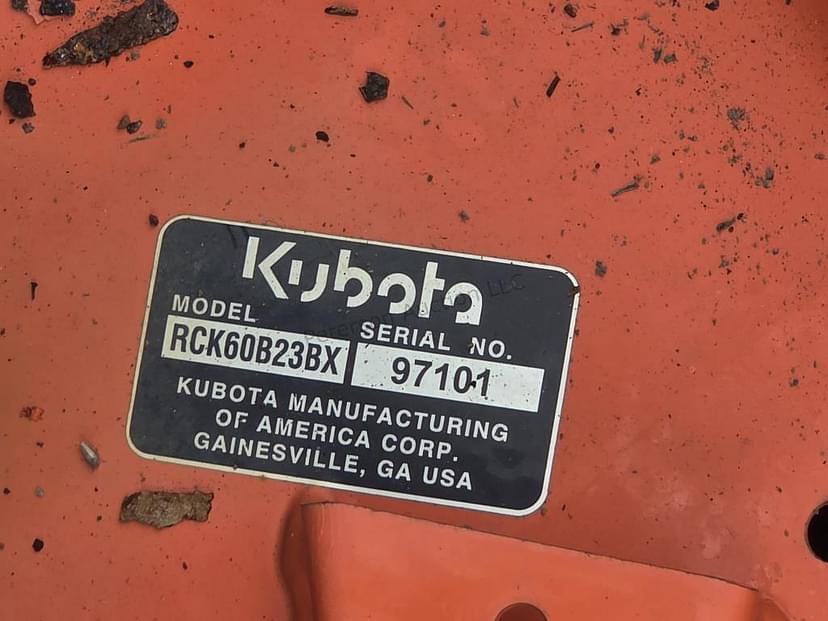 Kubota
MODEL
SERIAL NO.
RCK60B23BX
97101
KUBOTA MANUFACTURING
OF AMERICA CORP.
GAINESVILLE, GA USA